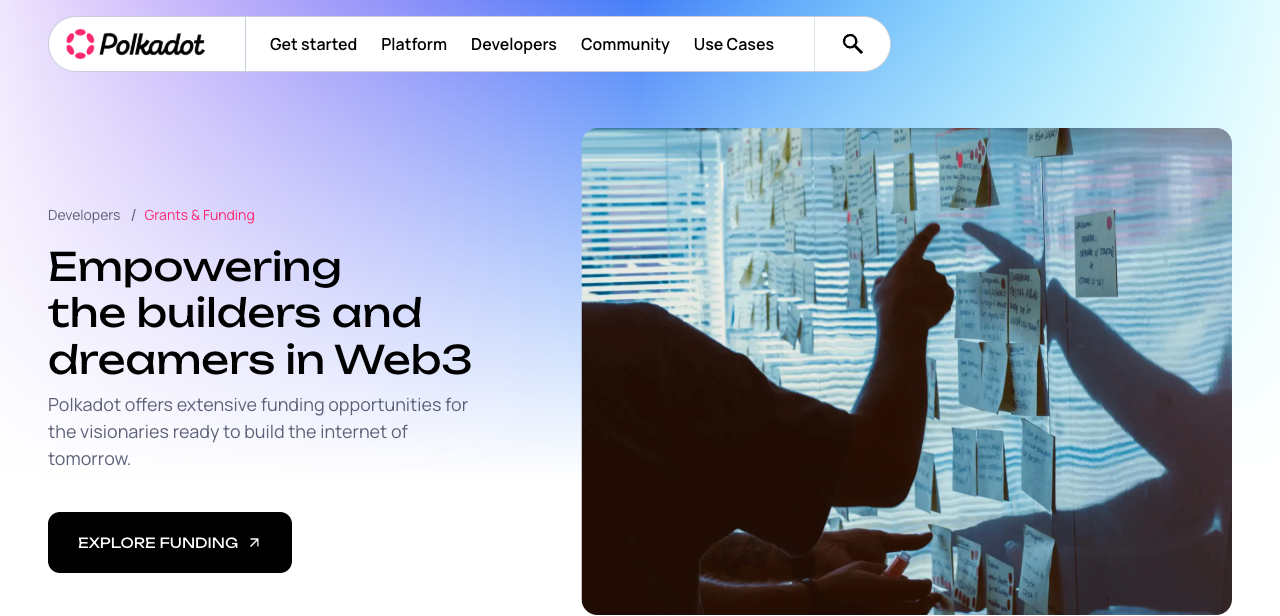 Polkadot
Get started
Platform
Developers
Community
Use Cases
Developers / Grants & Funding
Empowering
the builders and
dreamers in Web3
Polkadot offers extensive funding opportunities for
the visionaries ready to build the internet of
tomorrow.
EXPLORE FUNDING